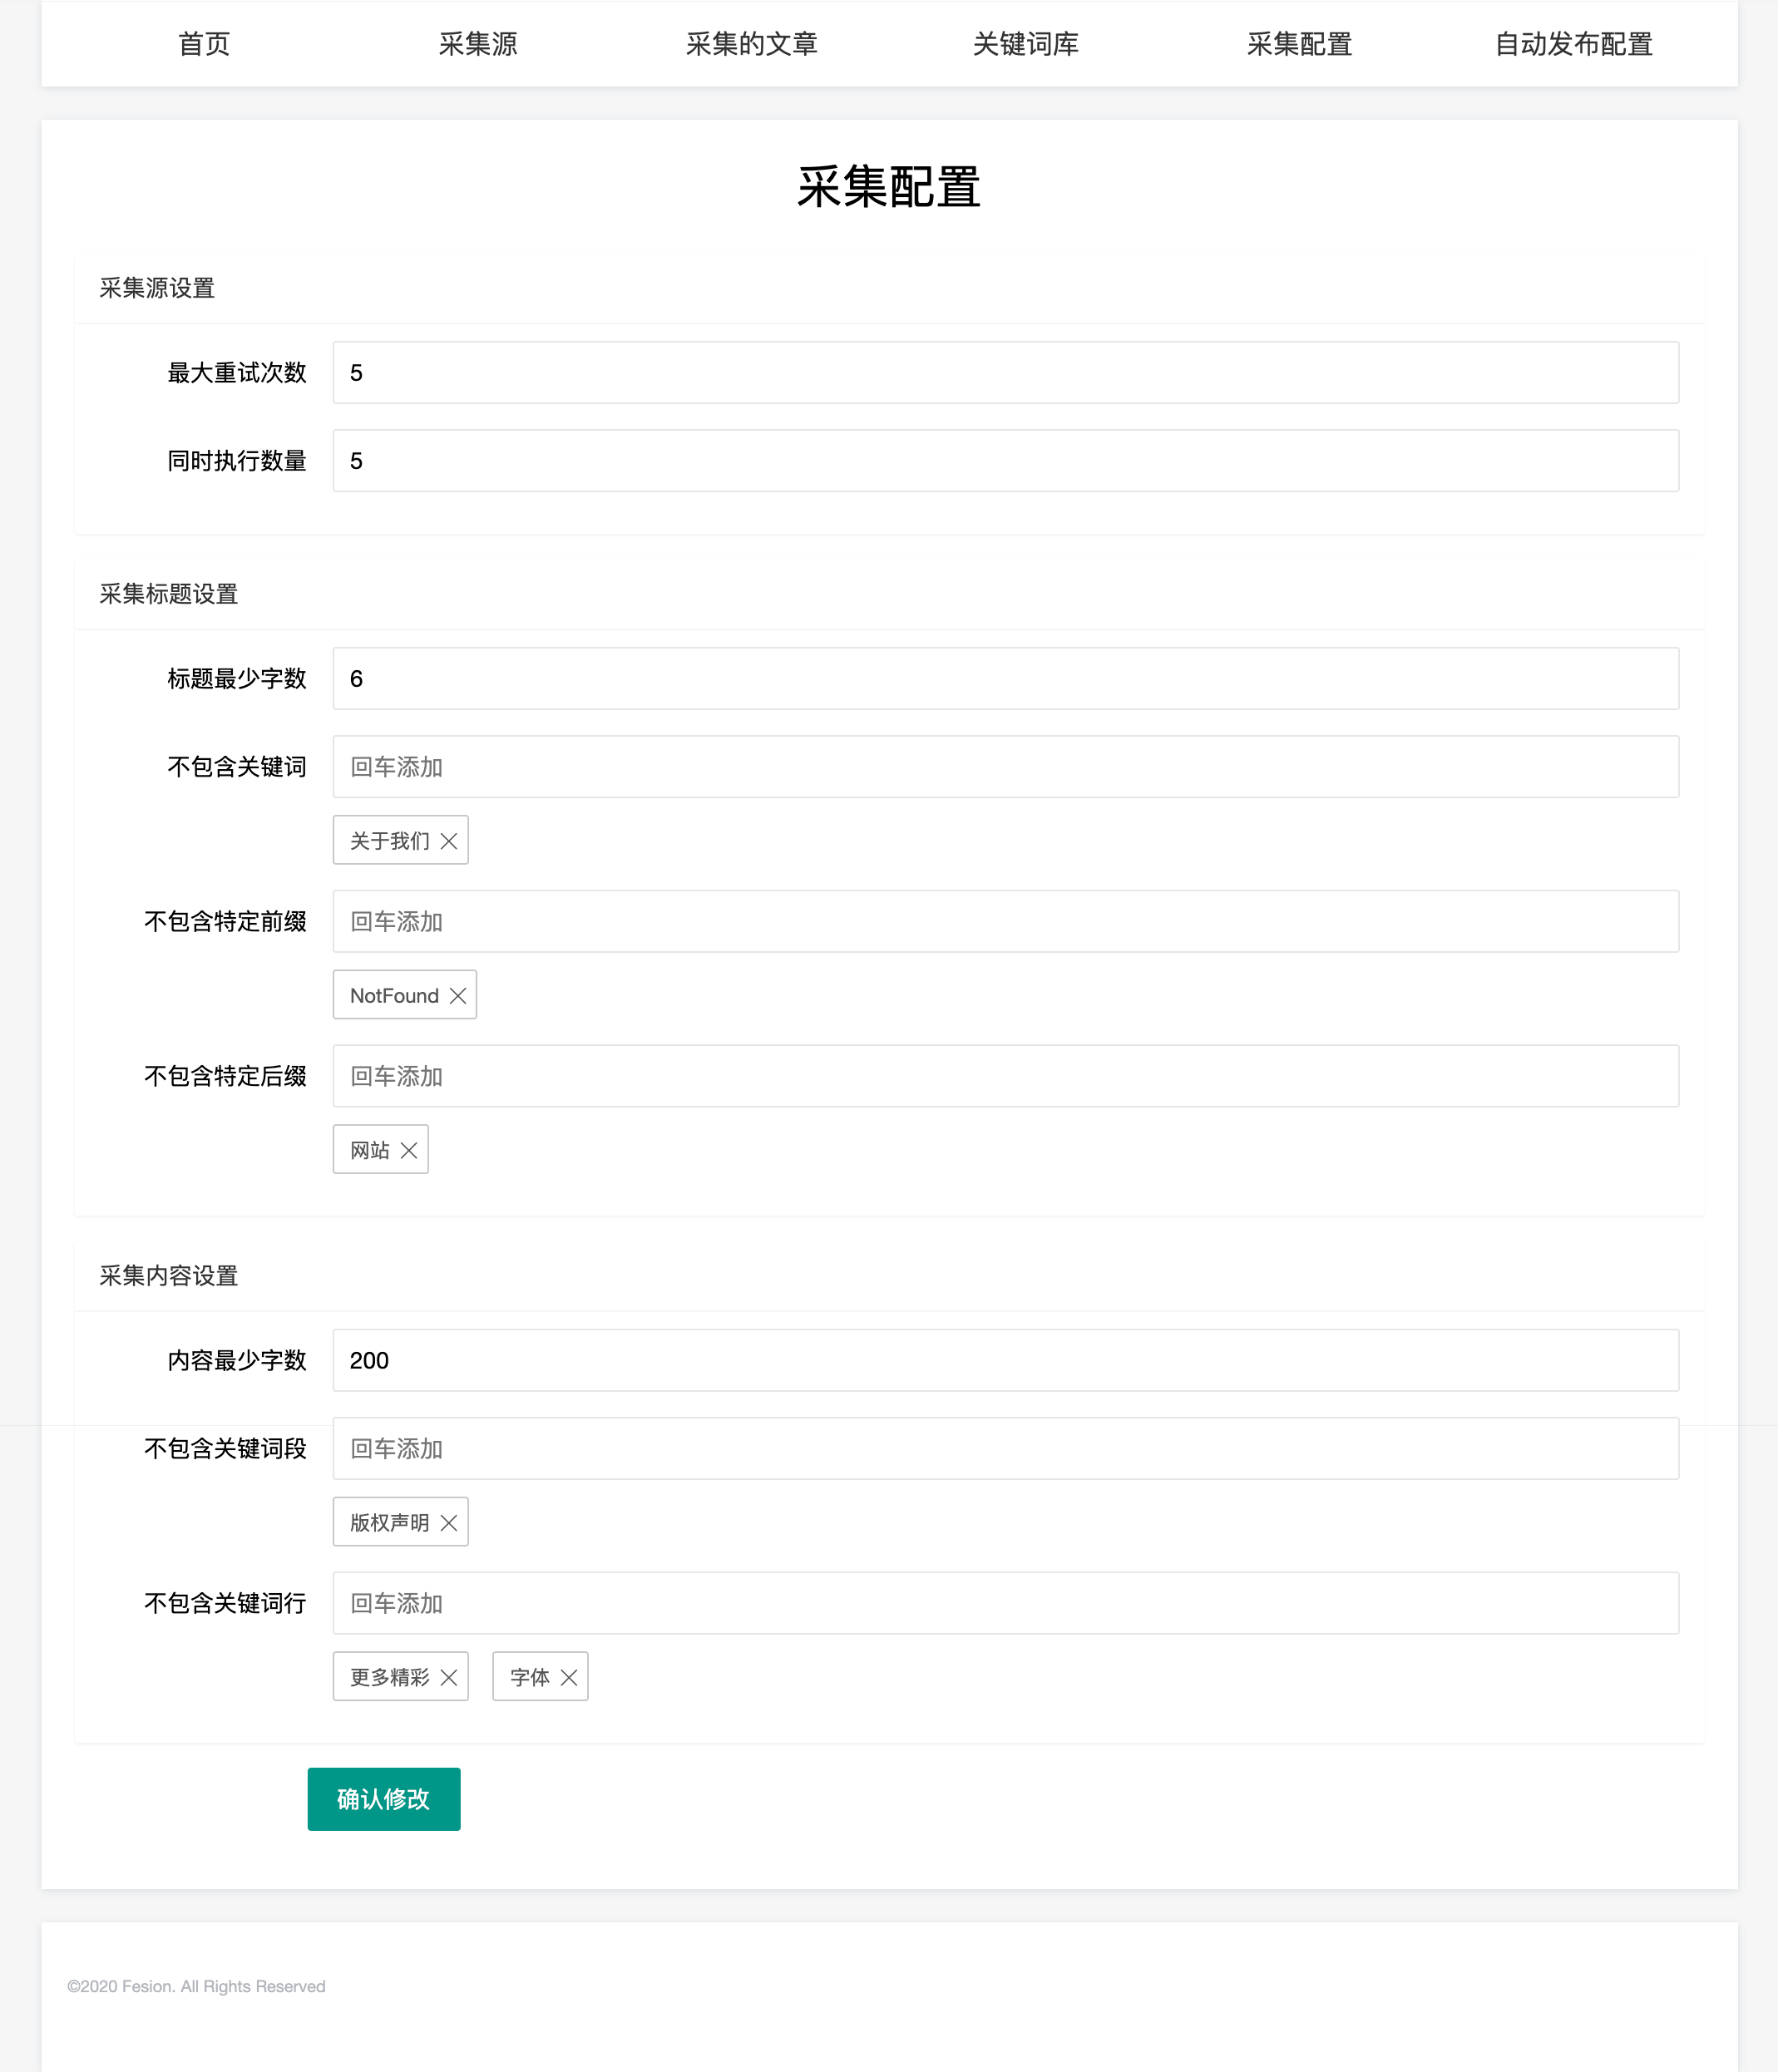 首页 采集源 采集的文章 关键词库 采集配置 自动发布配置
采集配置
采集源设置
最大重试次数 5
同时执行数量 5
采集标题设置
标题最少字数 6
不包含关键词 回车添加
关于我们
不包含特定前缀 回车添加
NotFound
不包含特定后缀 回车添加
网站
采集内容设置
内容最少字数 200
不包含关键词段 回车添加
版权声明
不包含关键词行 回车添加
更多精彩 字体
确认修改
©2020 Fesion. All Rights Reserved